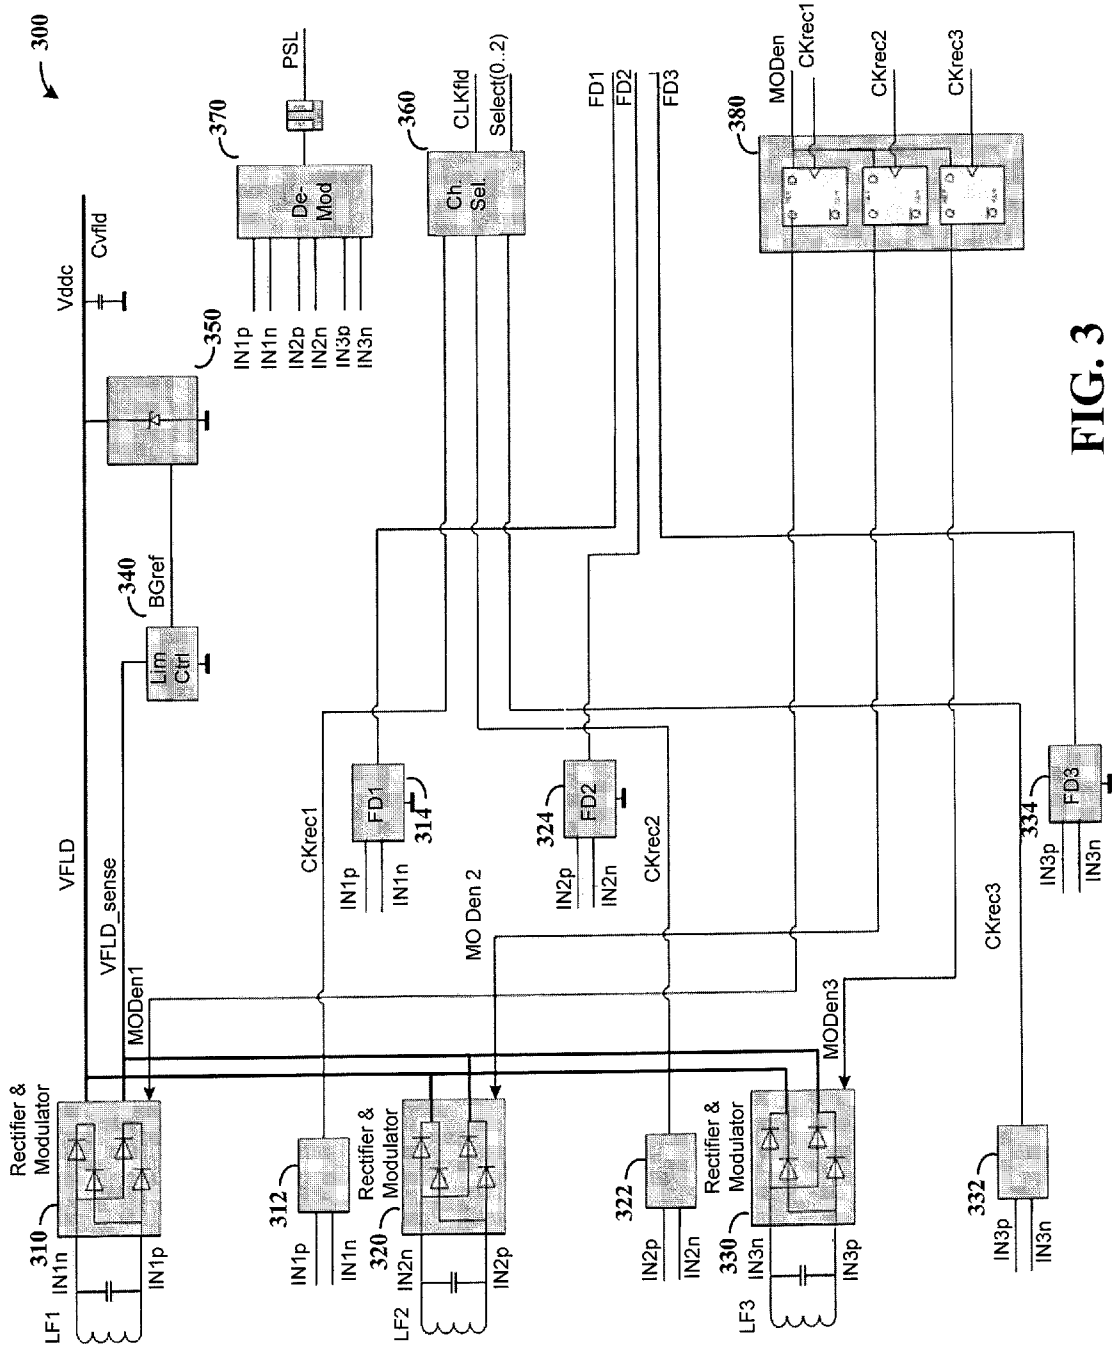 300
VFLD
Vddc
Cvfld
VFLD_sense
MODen1
Rectifier &
Modulator
310
IN1n
IN1p
LF1
340
BGref
Lim
Ctrl
350
IN1p
IN1n
IN2p
IN2n
IN3p
IN3n
De-
Mod
370
PSL
312
IN1p
IN1n
CKrec1
IN1p
IN1n
FD1
314
Ch.
Sel.
360
CLKfld
Select(0..2)
Rectifier &
Modulator
320
IN2n
IN2p
LF2
MO Den 2
324
IN2p
IN2n
FD2
FD1
FD2
FD3
322
IN2p
IN2n
CKrec2
Rectifier &
Modulator
330
IN3n
IN3p
LF3
MODen3
380
MODen
CKrec1
CKrec2
CKrec3
D
Q
Q
D
Q
Q
D
Q
Q
332
IN3p
IN3n
CKrec3
334
IN3p
IN3n
FD3
FIG. 3